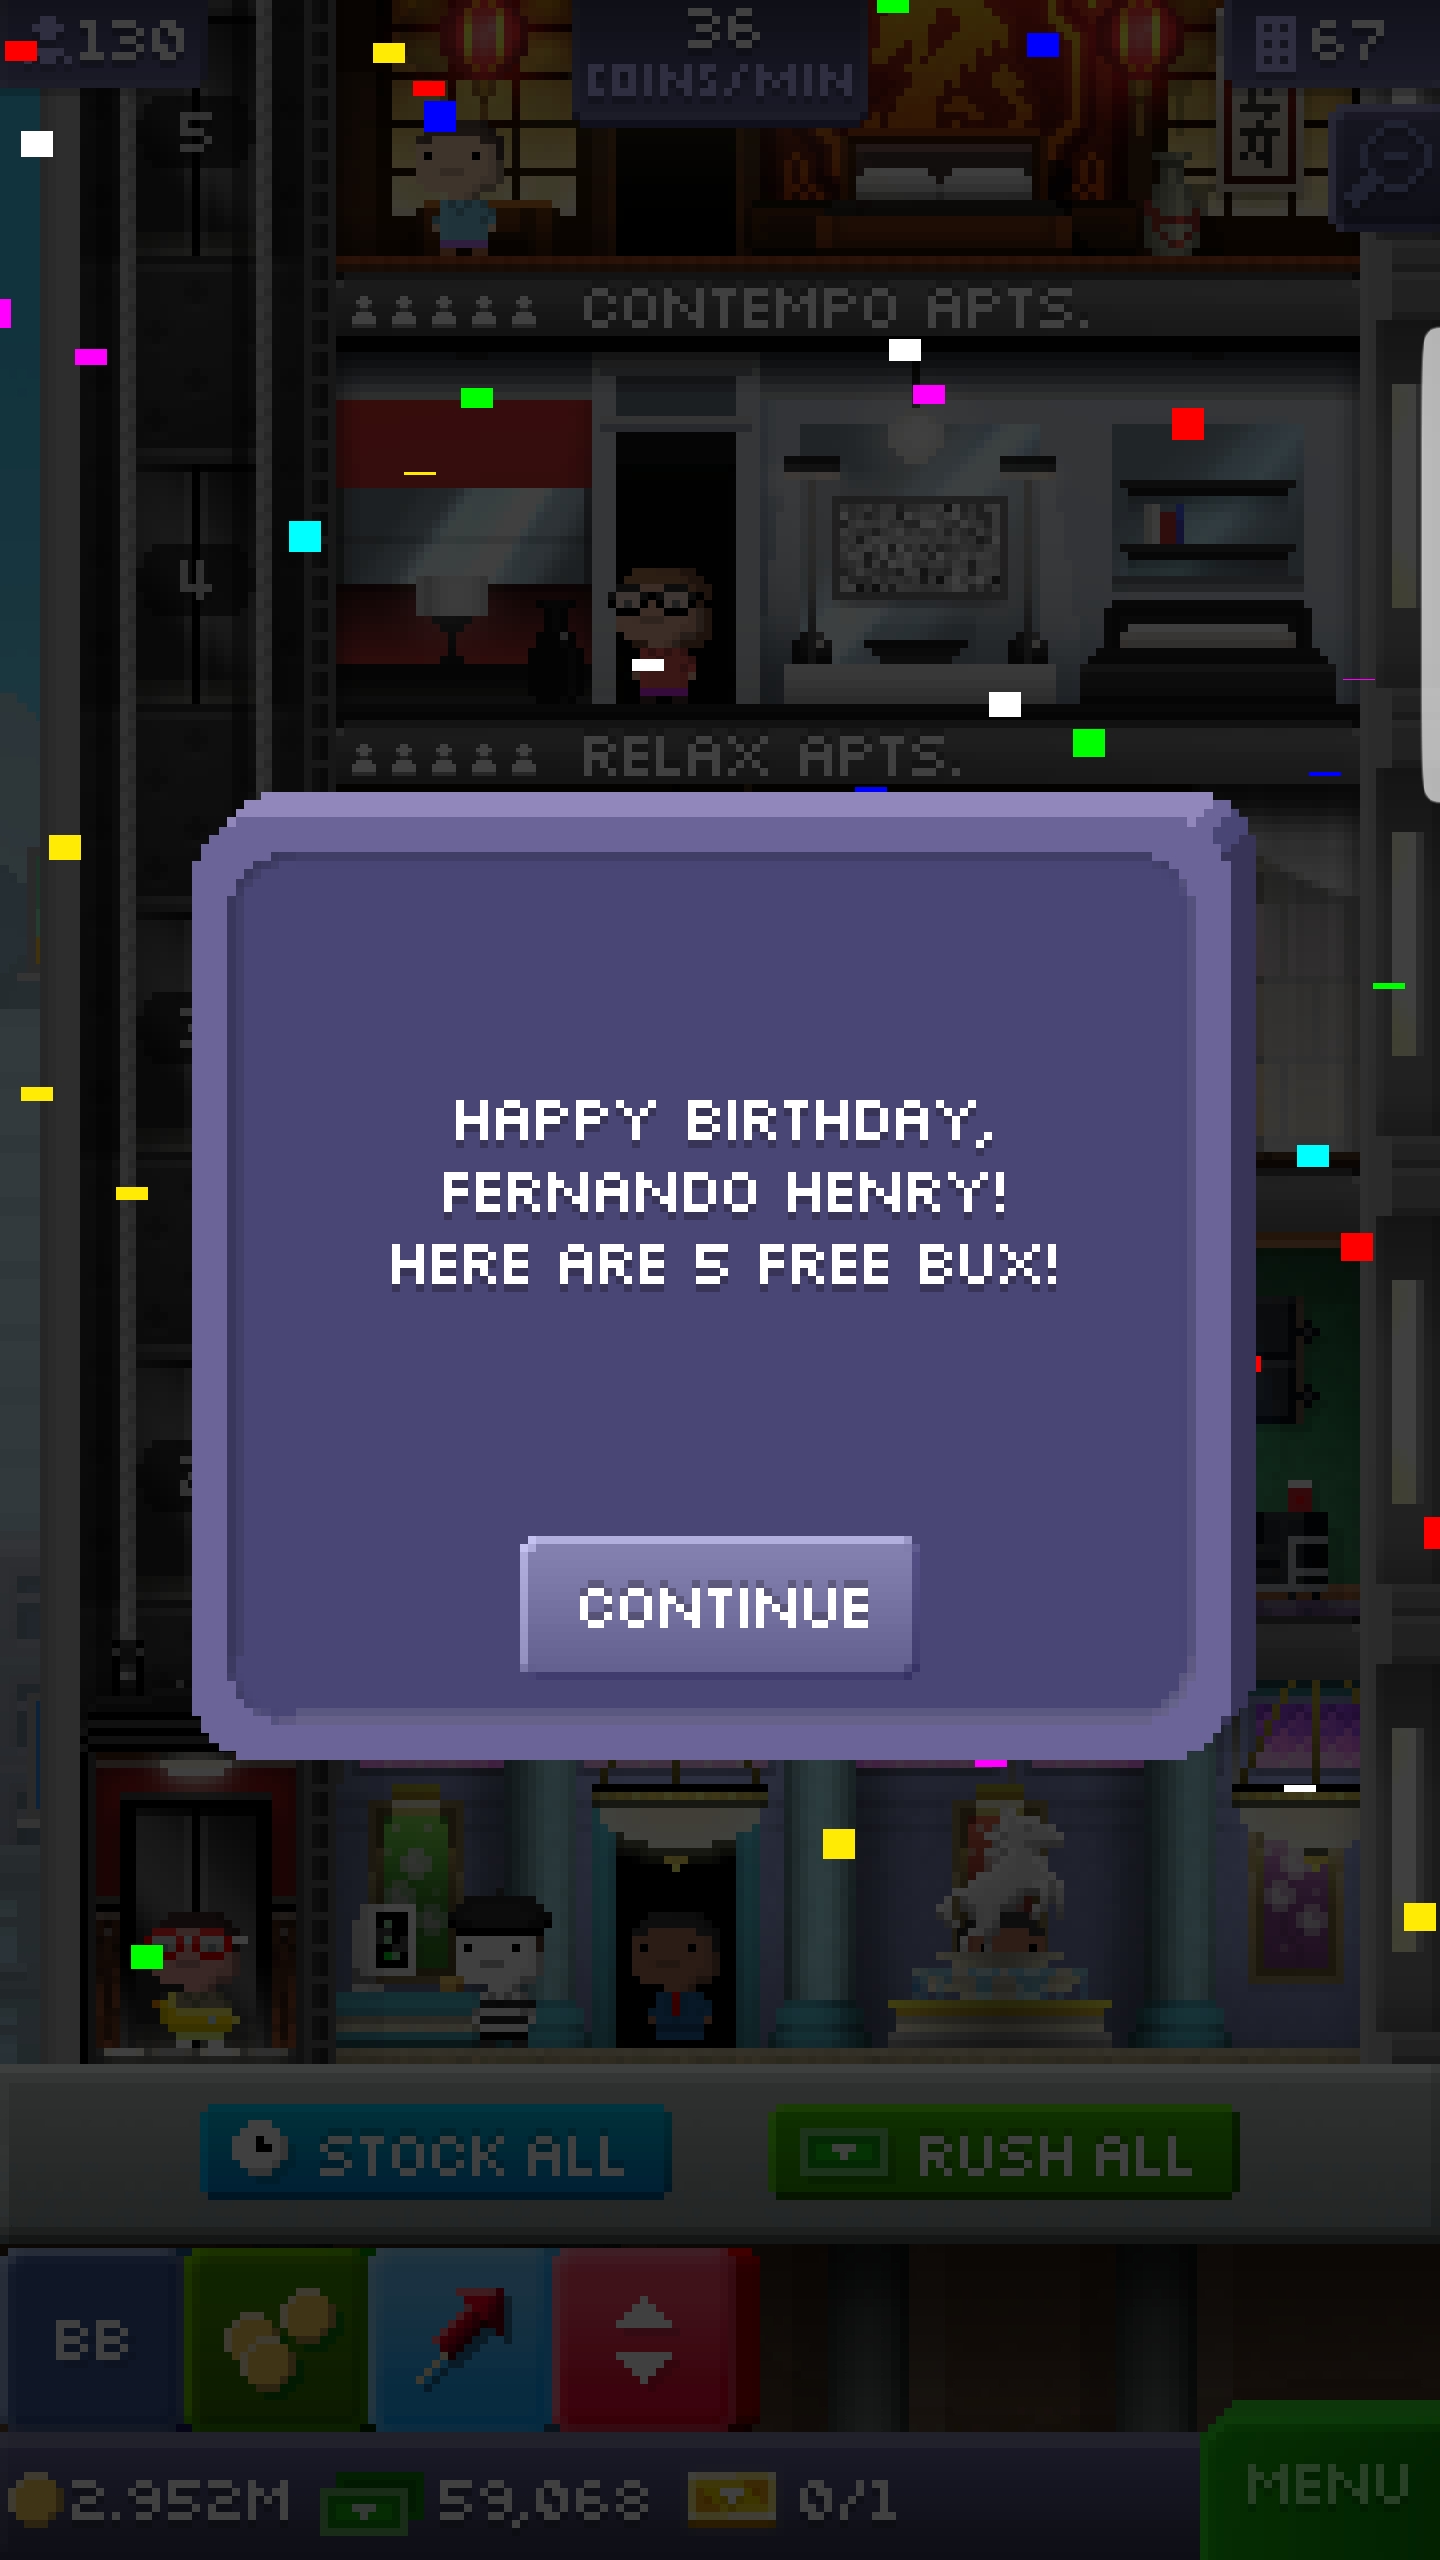 130
36
COINS/MIN
67
5
CONTEMPO APTS.
4
RELAX APTS.
HAPPY BIRTHDAY,
FERNANDO HENRY!
HERE ARE 5 FREE BUX!
CONTINUE
STOCK ALL
RUSH ALL
BB
2.952M
59,068
0/1
MENU